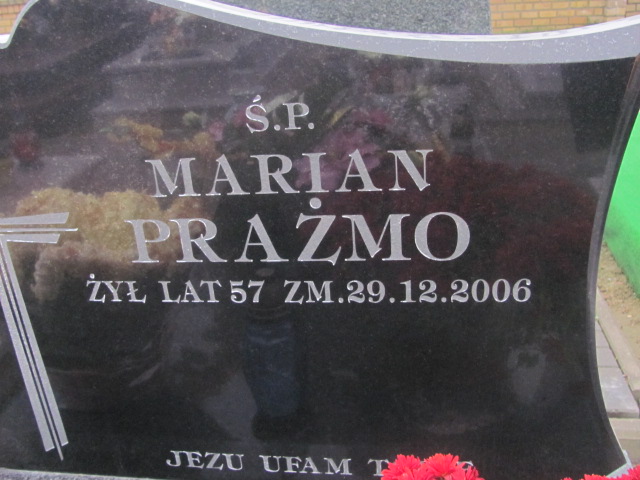 Ś.P.
MARIAN
PRAŻMO
ŻYŁ LAT 57 ZM.29.12.2006
JEZU UFAM